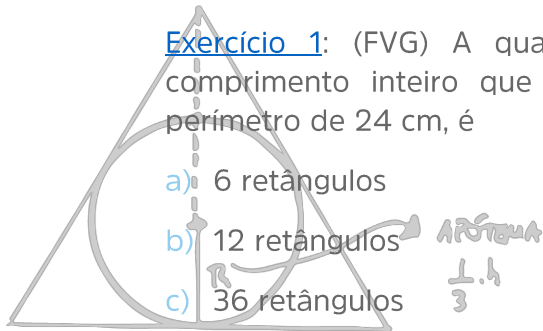 Exercício 1: (FVG) A qua
comprimento inteiro que
perímetro de 24 cm, é
a) 6 retângulos
b) 12 retângulos
APÓTEMA
R
1/3 . h
c) 36 retângulos